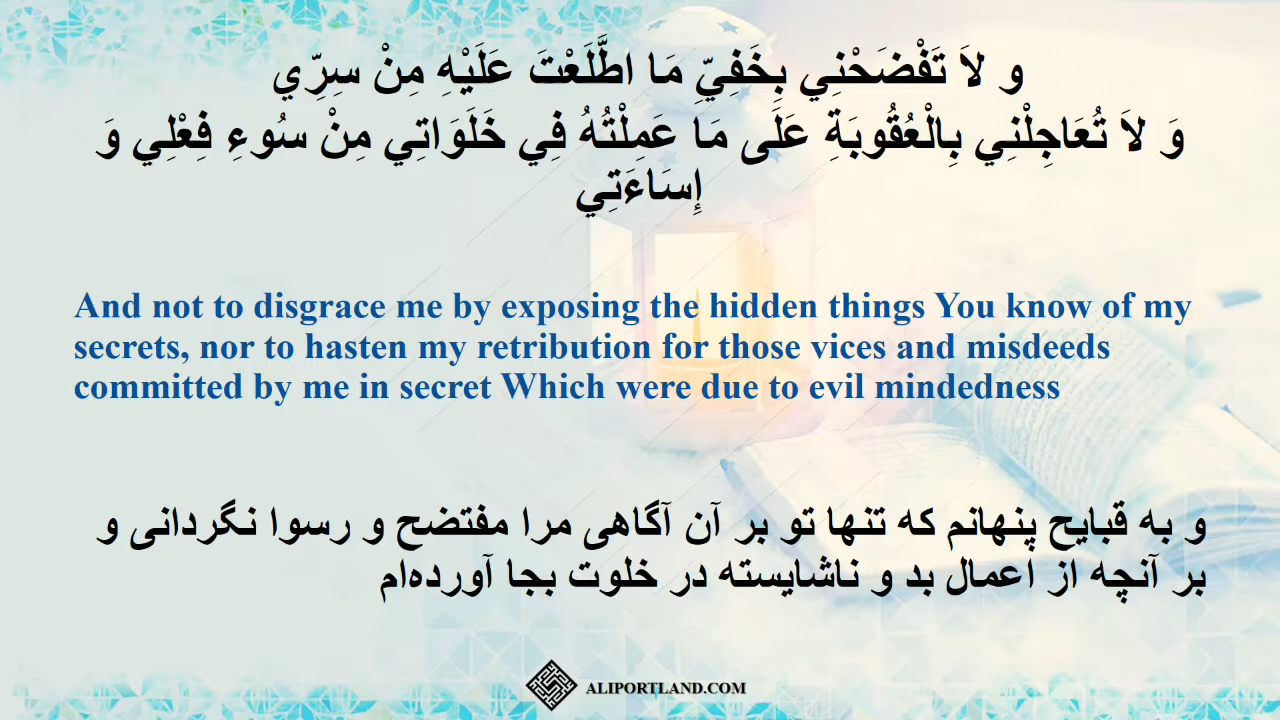 و لاَ تَفْضَحْنِي بِخَفِيِّ مَا اطَّلَعْتَ عَلَيْهِ مِنْ سِرِّي
وَ لاَ تُعَاجِلْنِي بِالْعُقُوبَةِ عَلَى مَا عَمِلْتُهُ فِي خَلَوَاتِي مِنْ سُوءِ فِعْلِي وَ
إِسَاءَتِي
And not to disgrace me by exposing the hidden things You know of my
secrets, nor to hasten my retribution for those vices and misdeeds
committed by me in secret Which were due to evil mindedness
و به قبایح پنهانم که تنها تو بر آن آگاهی مرا مفتضح و رسوا نگردانی و
بر آنچه از اعمال بد و ناشایسته در خلوت بجا آورده‌ام
ALIPORTLAND.COM